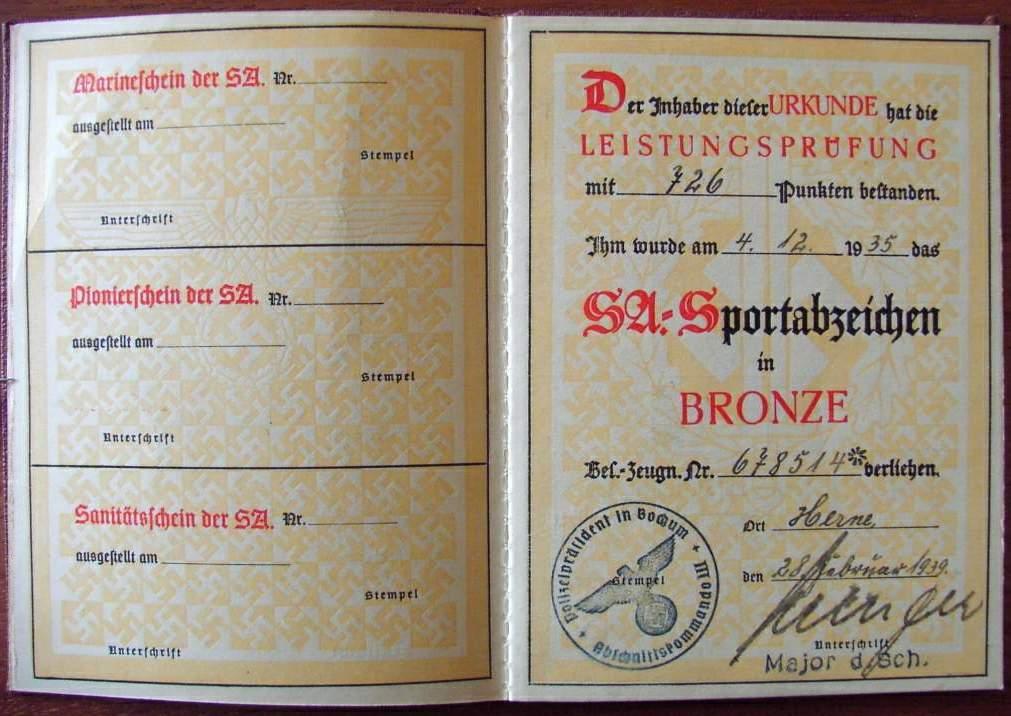 Marineschein der SA. Nr.
ausgestellt am
Stempel
Unterschrift
Pionierschein der SA. Nr.
ausgestellt am
Stempel
Unterschrift
Sanitätsschein der SA. Nr.
ausgestellt am
Stempel
Unterschrift
Der Inhaber dieser URKUNDE hat die
LEISTUNGSPRÜFUNG
mit 726 Punkten bestanden.
Ihm wurde am 4. 12. 1935 das
SA.-Sportabzeichen
in
BRONZE
Bes.-Zeugn. Nr. 678514* verliehen.
Ort Herne,
den 28. Februar 1939.
Polizeipräsident in Bochum
Stempel
Abschnittskommando
Unterschrift
Major d. Sch.